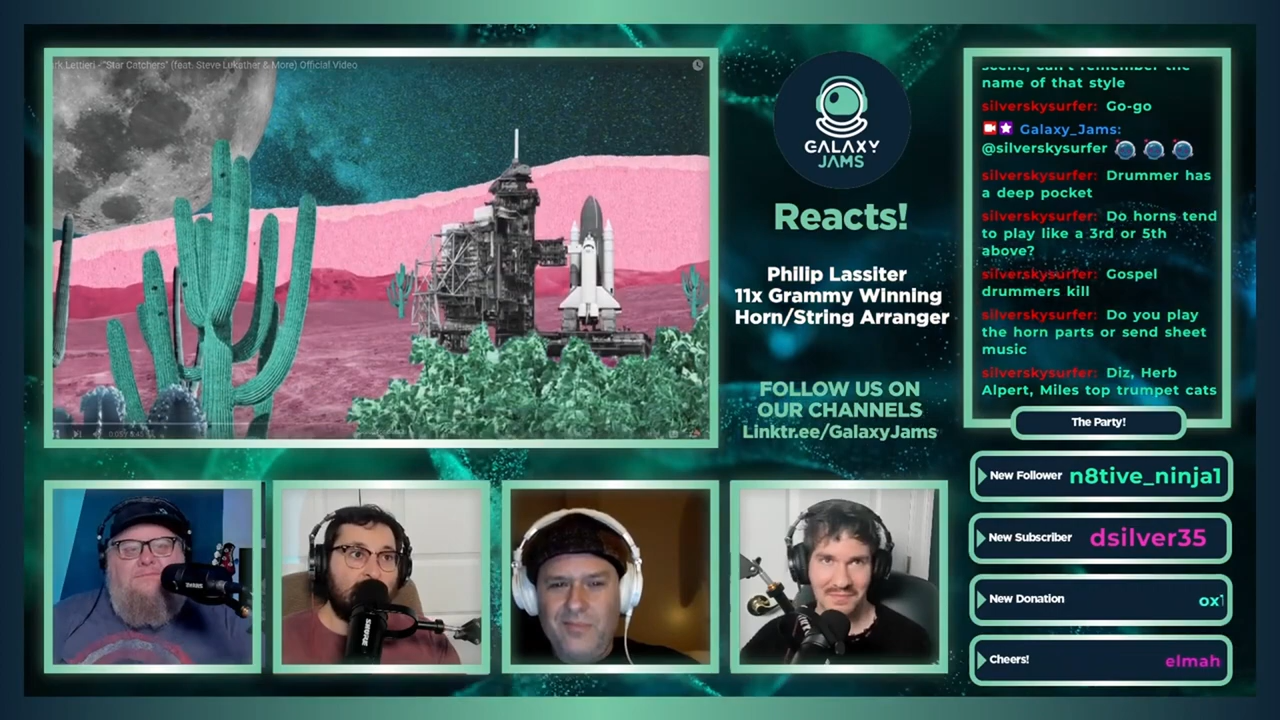 rk Lettieri - "Star Catchers" (feat. Steve Lukather & More) Official Video
GALAXY
JAMS
Reacts!
Philip Lassiter
11x Grammy Winning
Horn/String Arranger
FOLLOW US ON
OUR CHANNELS
Linktr.ee/GalaxyJams
scene, can't remember the
name of that style
silverskysurfer: Go-go
Galaxy_Jams:
@silverskysurfer
silverskysurfer: Drummer has
a deep pocket
silverskysurfer: Do horns tend
to play like a 3rd or 5th
above?
silverskysurfer: Gospel
drummers kill
silverskysurfer: Do you play
the horn parts or send sheet
music
silverskysurfer: Diz, Herb
Alpert, Miles top trumpet cats
The Party!
New Follower n8tive_ninja1
New Subscriber dsilver35
New Donation ox1
Cheers! elmah
SHURE